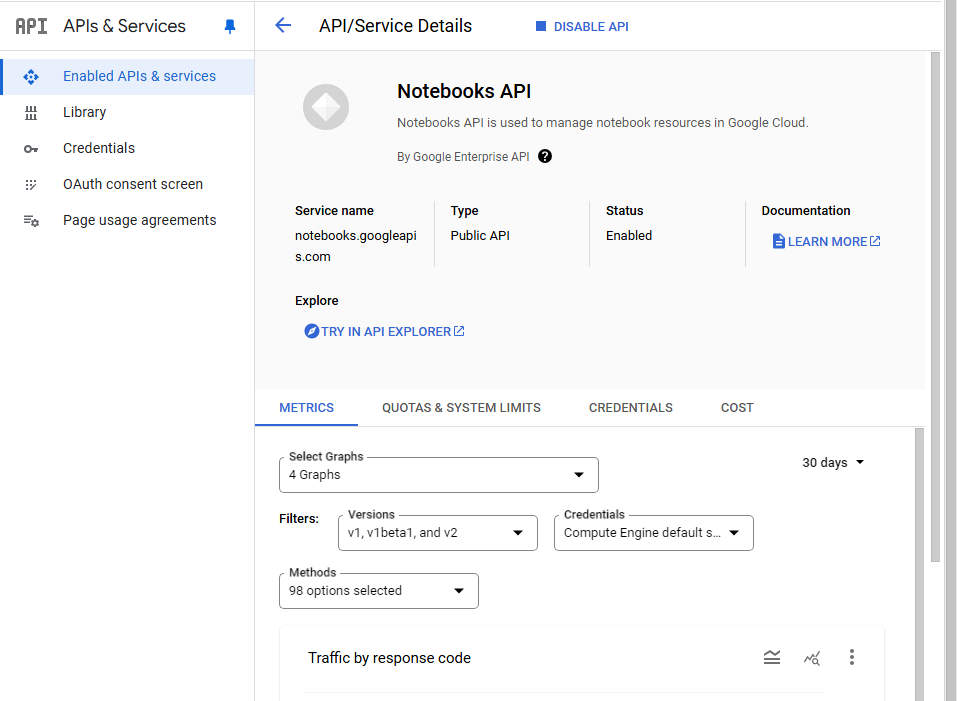 API APIs & Services
API/Service Details
DISABLE API
Enabled APIs & services
Library
Credentials
OAuth consent screen
Page usage agreements
Notebooks API
Notebooks API is used to manage notebook resources in Google Cloud.
By Google Enterprise API ?
Service name
notebooks.googleapi
s.com
Type
Public API
Status
Enabled
Documentation
LEARN MORE
Explore
TRY IN API EXPLORER
METRICS
QUOTAS & SYSTEM LIMITS
CREDENTIALS
COST
Select Graphs
4 Graphs
30 days
Filters:
Versions
v1, v1beta1, and v2
Credentials
Compute Engine default s...
Methods
98 options selected
Traffic by response code